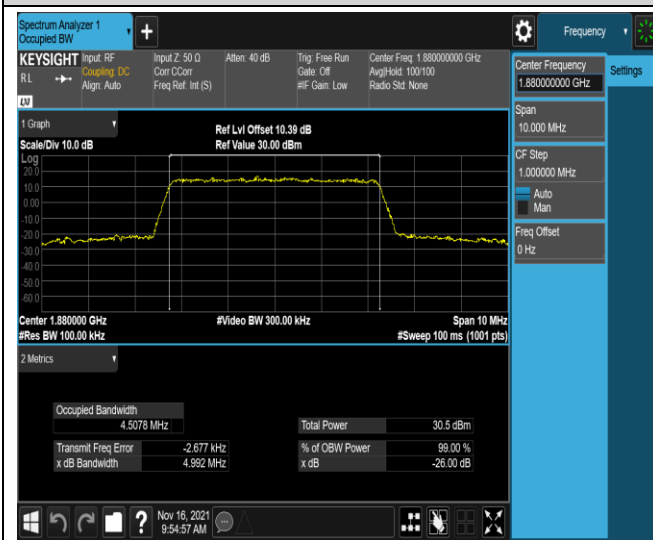 Spectrum Analyzer 1
Occupied BW
Frequency
KEYSIGHT
RL
LXI
Input: RF
Coupling: DC
Align: Auto
Input Z: 50 Ω
Corr CCorr
Freq Ref: Int (S)
Atten: 40 dB
Trig: Free Run
Gate: Off
#IF Gain: Low
Center Freq: 1.880000000 GHz
Avg|Hold: 100/100
Radio Std: None
Center Frequency
1.880000000 GHz
Settings
Span
10.000 MHz
CF Step
1.000000 MHz
Auto
Man
Freq Offset
0 Hz
1 Graph
Scale/Div 10.0 dB
Ref Lvl Offset 10.39 dB
Ref Value 30.00 dBm
Log
20.0
10.0
0.00
-10.0
-20.0
-30.0
-50.0
-60.0
Center 1.880000 GHz
#Video BW 300.00 kHz
Span 10 MHz
#Res BW 100.00 kHz
#Sweep 100 ms (1001 pts)
2 Metrics
Occupied Bandwidth
4.5078 MHz
Total Power 30.5 dBm
Transmit Freq Error -2.677 kHz
% of OBW Power 99.00 %
x dB Bandwidth 4.992 MHz
x dB -26.00 dB
?
Nov 16, 2021
9:54:57 AM